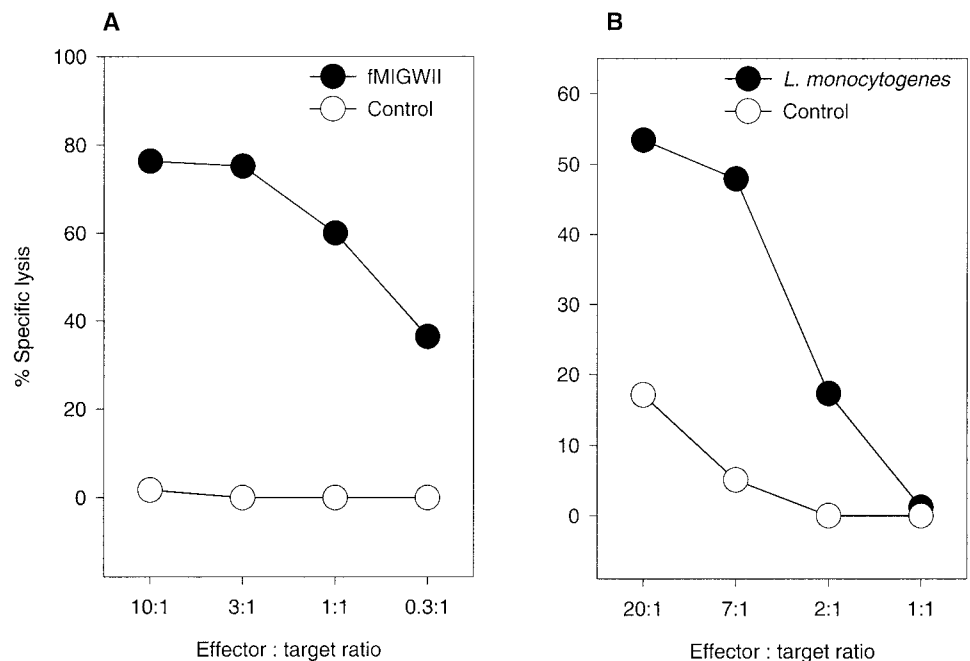 A
fMIGWII
Control
100
80
60
40
20
0
% Specific lysis
10:1 3:1 1:1 0.3:1
Effector : target ratio
B
L. monocytogenes
Control
60
50
40
30
20
10
0
20:1 7:1 2:1 1:1
Effector : target ratio